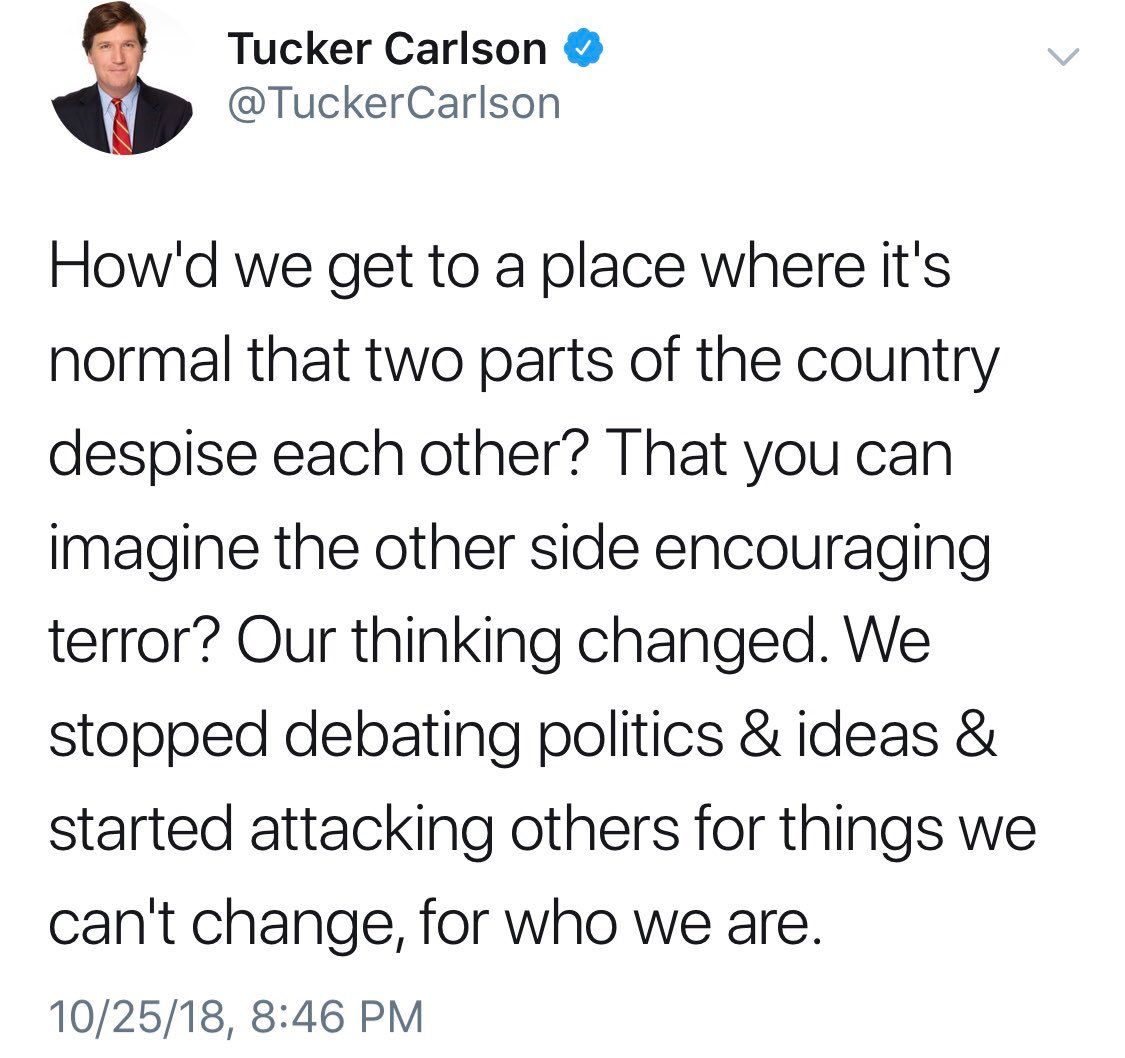 Tucker Carlson
@TuckerCarlson
How'd we get to a place where it's
normal that two parts of the country
despise each other? That you can
imagine the other side encouraging
terror? Our thinking changed. We
stopped debating politics & ideas &
started attacking others for things we
can't change, for who we are.
10/25/18, 8:46 PM